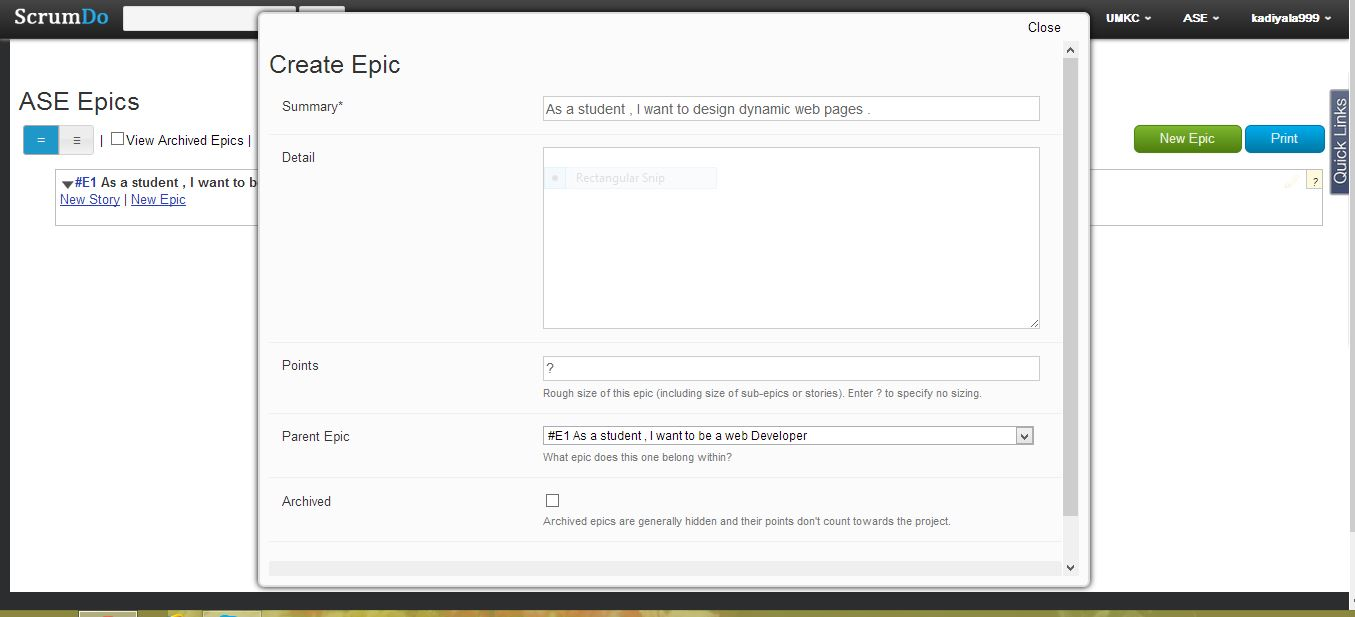 ScrumDo
UMKC
ASE
kadiyala999
Close
Create Epic
Summary*
As a student , I want to design dynamic web pages .
ASE Epics
| View Archived Epics |
New Epic
Print
Quick Links
Detail
Rectangular Snip
#E1 As a student , I want to b
?
New Story | New Epic
Points
?
Rough size of this epic (including size of sub-epics or stories). Enter ? to specify no sizing.
Parent Epic
#E1 As a student , I want to be a web Developer
What epic does this one belong within?
Archived
Archived epics are generally hidden and their points don't count towards the project.